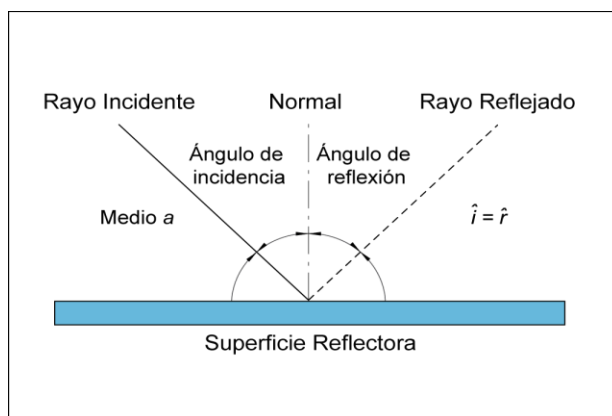 Rayo Incidente
Normal
Rayo Reflejado
Ángulo de
incidencia
Ángulo de
reflexión
Medio a
î = r̂
Superficie Reflectora